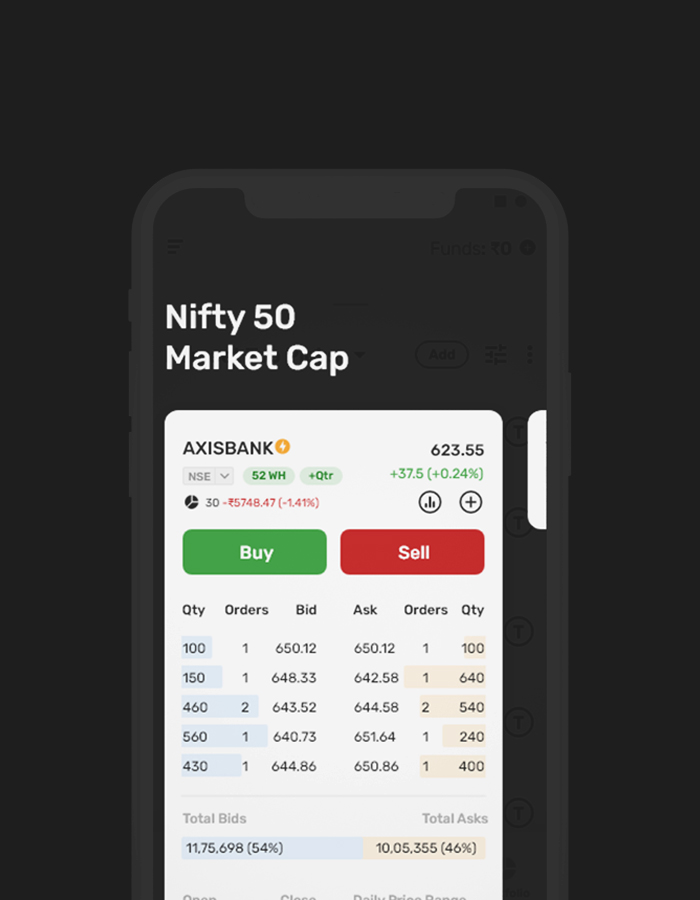 Funds: ₹0
Nifty 50
Market Cap
Add
AXISBANK 623.55
NSE 52 WH +Qtr +37.5 (+0.24%)
30 -₹5748.47 (-1.41%)
Buy Sell
Qty Orders Bid Ask Orders Qty
100 1 650.12 650.12 1 100
150 1 648.33 642.58 1 640
460 2 643.52 644.58 2 540
560 1 640.73 651.64 1 240
430 1 644.86 650.86 1 400
Total Bids Total Asks
11,75,698 (54%) 10,05,355 (46%)
Open Close Daily Price Range
T
T
T
T
T